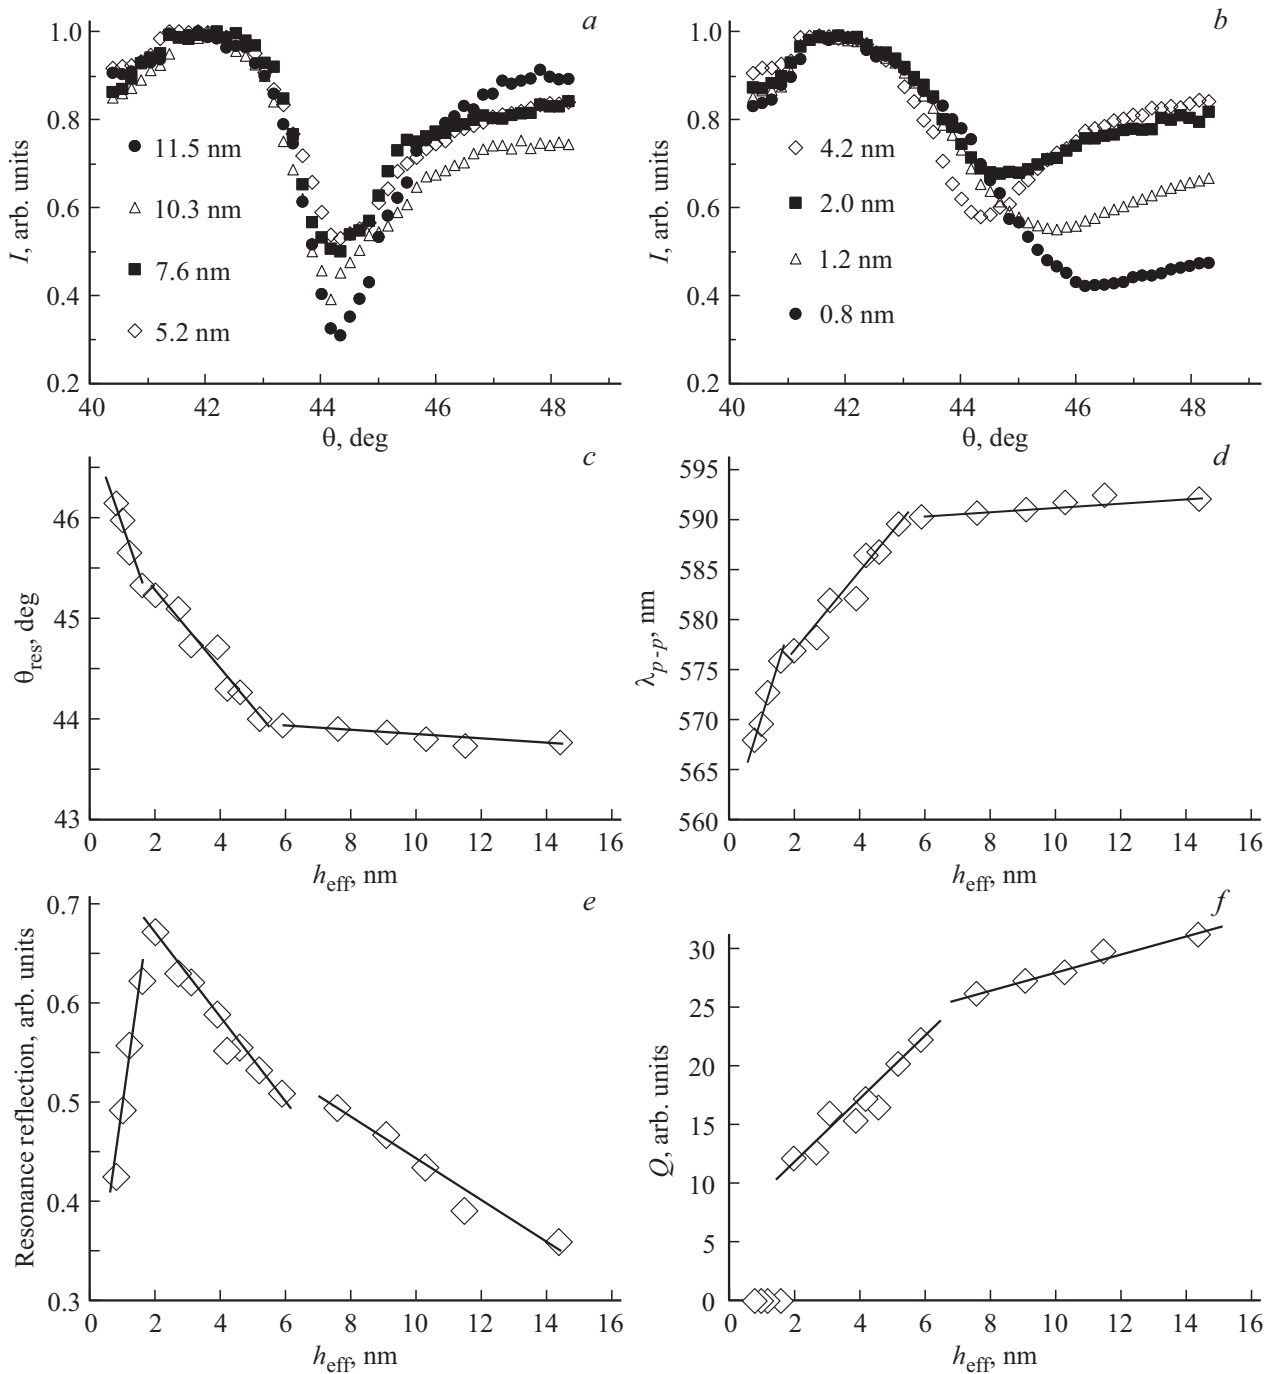 a
1.0
0.8
0.6
0.4
0.2
I, arb. units
11.5 nm
10.3 nm
7.6 nm
5.2 nm
40 42 44 46 48
θ, deg
b
1.0
0.8
0.6
0.4
0.2
I, arb. units
4.2 nm
2.0 nm
1.2 nm
0.8 nm
40 42 44 46 48
θ, deg
c
46
45
44
43
θres, deg
0 2 4 6 8 10 12 14 16
heff, nm
d
595
590
585
580
575
570
565
560
λp-p, nm
0 2 4 6 8 10 12 14 16
heff, nm
e
0.7
0.6
0.5
0.4
0.3
Resonance reflection, arb. units
0 2 4 6 8 10 12 14 16
heff, nm
f
30
25
20
15
10
5
0
Q, arb. units
0 2 4 6 8 10 12 14 16
heff, nm